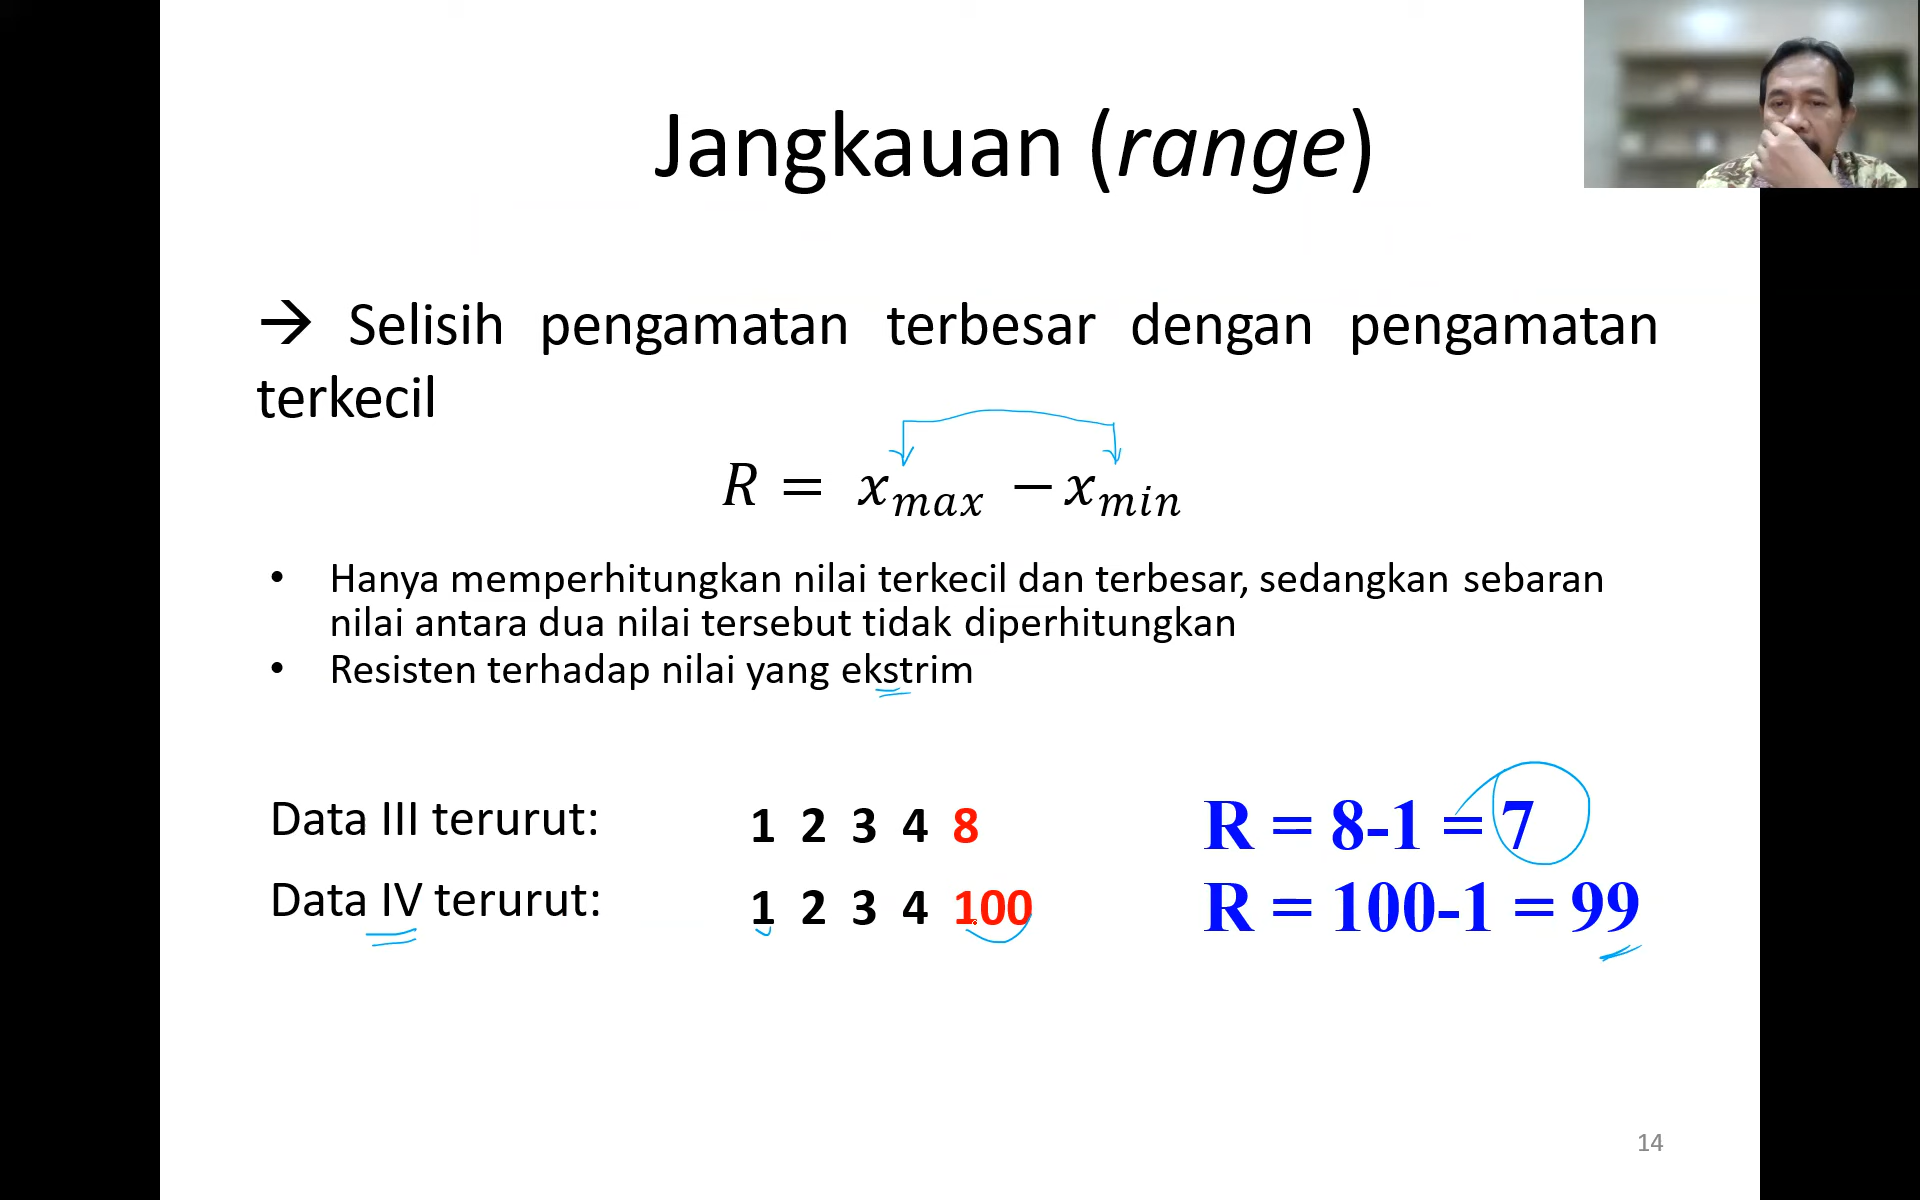 Jangkauan (range)
→ Selisih pengamatan terbesar dengan pengamatan
terkecil
R = x_max − x_min
• Hanya memperhitungkan nilai terkecil dan terbesar, sedangkan sebaran
nilai antara dua nilai tersebut tidak diperhitungkan
• Resisten terhadap nilai yang ekstrim
Data III terurut: 1 2 3 4 8 R = 8-1 = 7
Data IV terurut: 1 2 3 4 100 R = 100-1 = 99
14